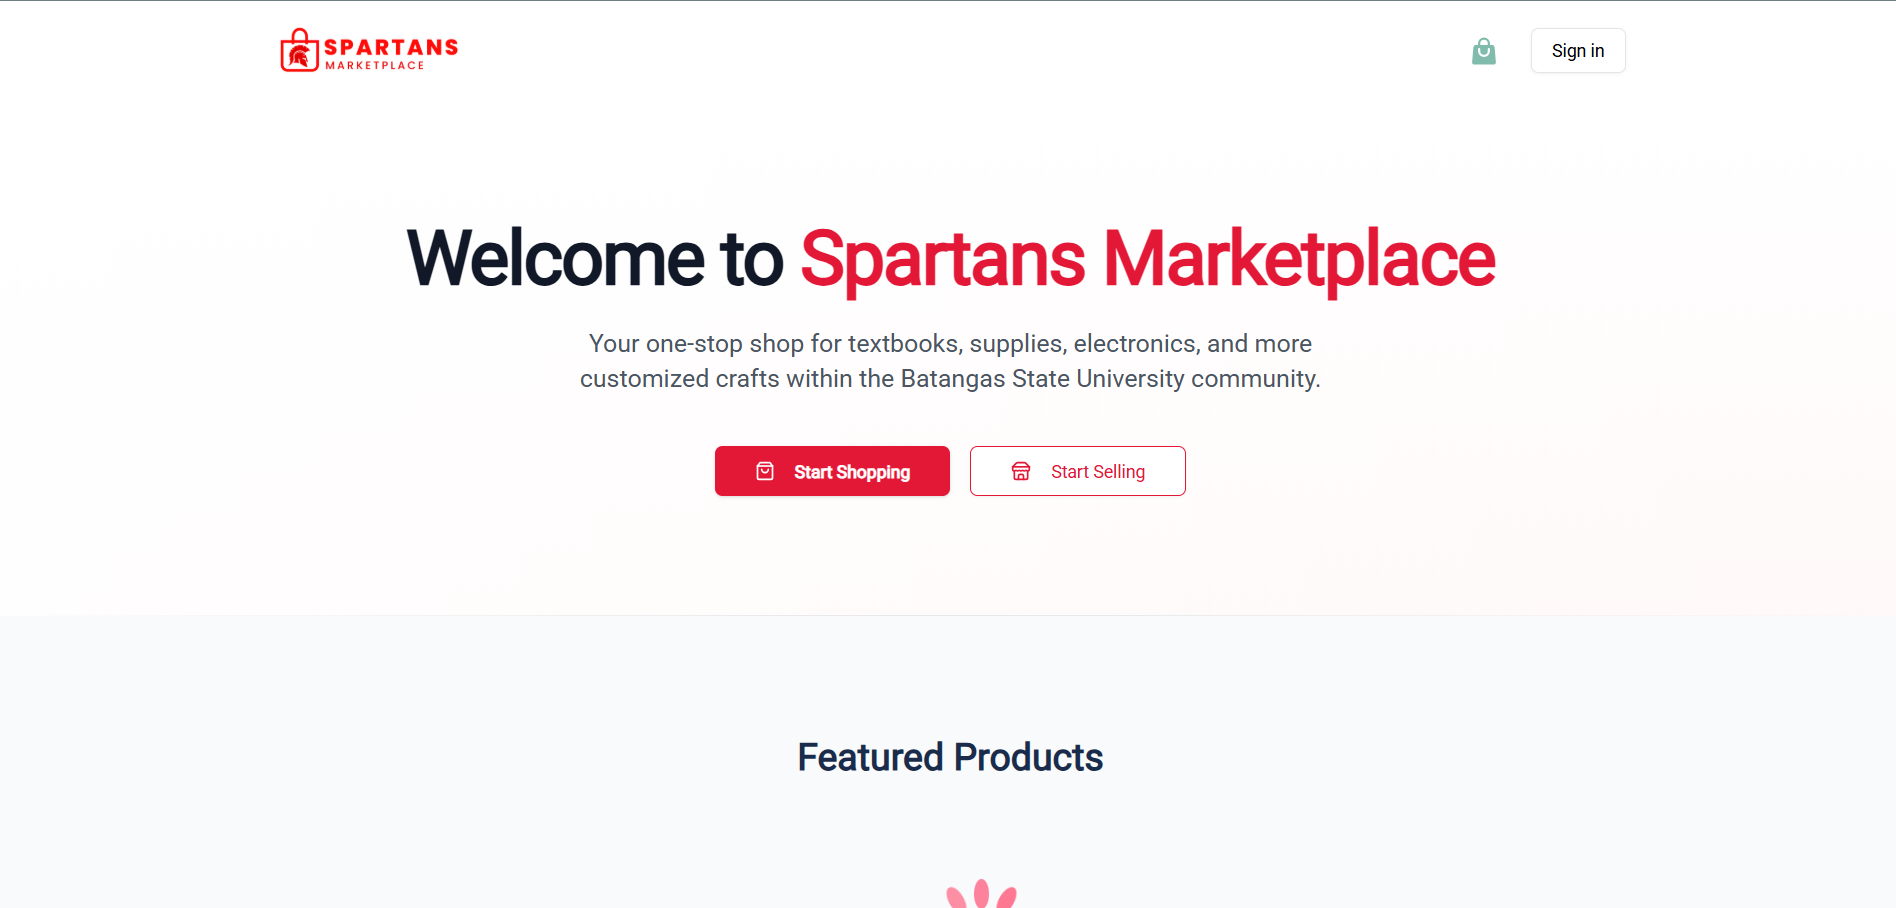 SPARTANS
MARKETPLACE
Sign in
Welcome to Spartans Marketplace
Your one-stop shop for textbooks, supplies, electronics, and more
customized crafts within the Batangas State University community.
Start Shopping
Start Selling
Featured Products